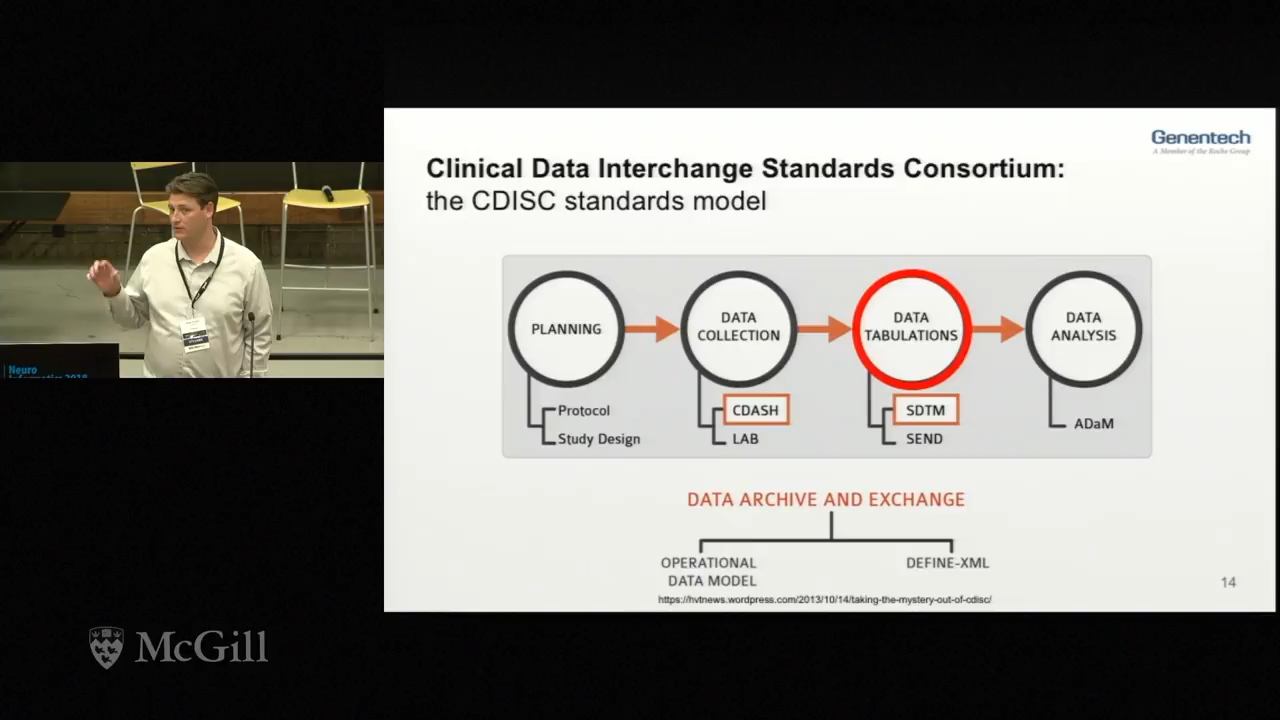 Genentech
A Member of the Roche Group
Clinical Data Interchange Standards Consortium:
the CDISC standards model
PLANNING
DATA
COLLECTION
DATA
TABULATIONS
DATA
ANALYSIS
Protocol
Study Design
CDASH
LAB
SDTM
SEND
ADaM
DATA ARCHIVE AND EXCHANGE
OPERATIONAL
DATA MODEL
DEFINE-XML
https://hvtnews.wordpress.com/2013/10/14/taking-the-mystery-out-of-cdisc/
14
Neuro
Informatics 2018
McGill